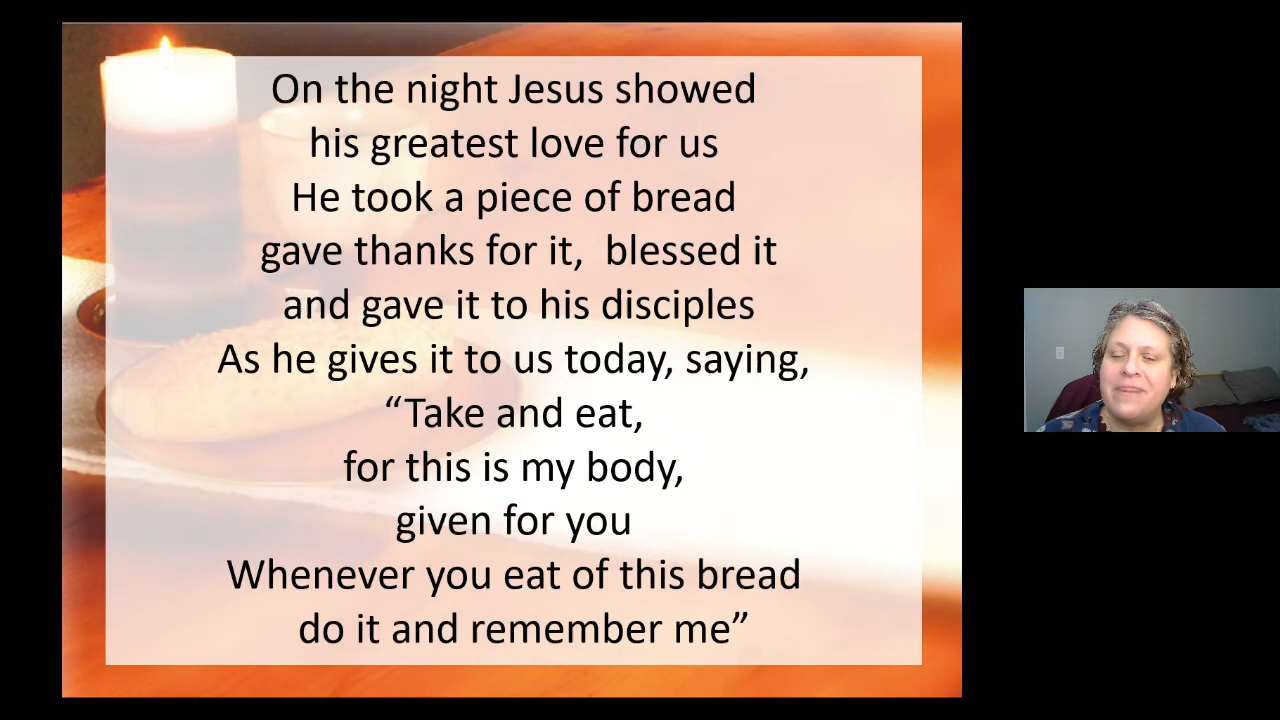 On the night Jesus showed
his greatest love for us
He took a piece of bread
gave thanks for it,  blessed it
and gave it to his disciples
As he gives it to us today, saying,
“Take and eat,
for this is my body,
given for you
Whenever you eat of this bread
do it and remember me”